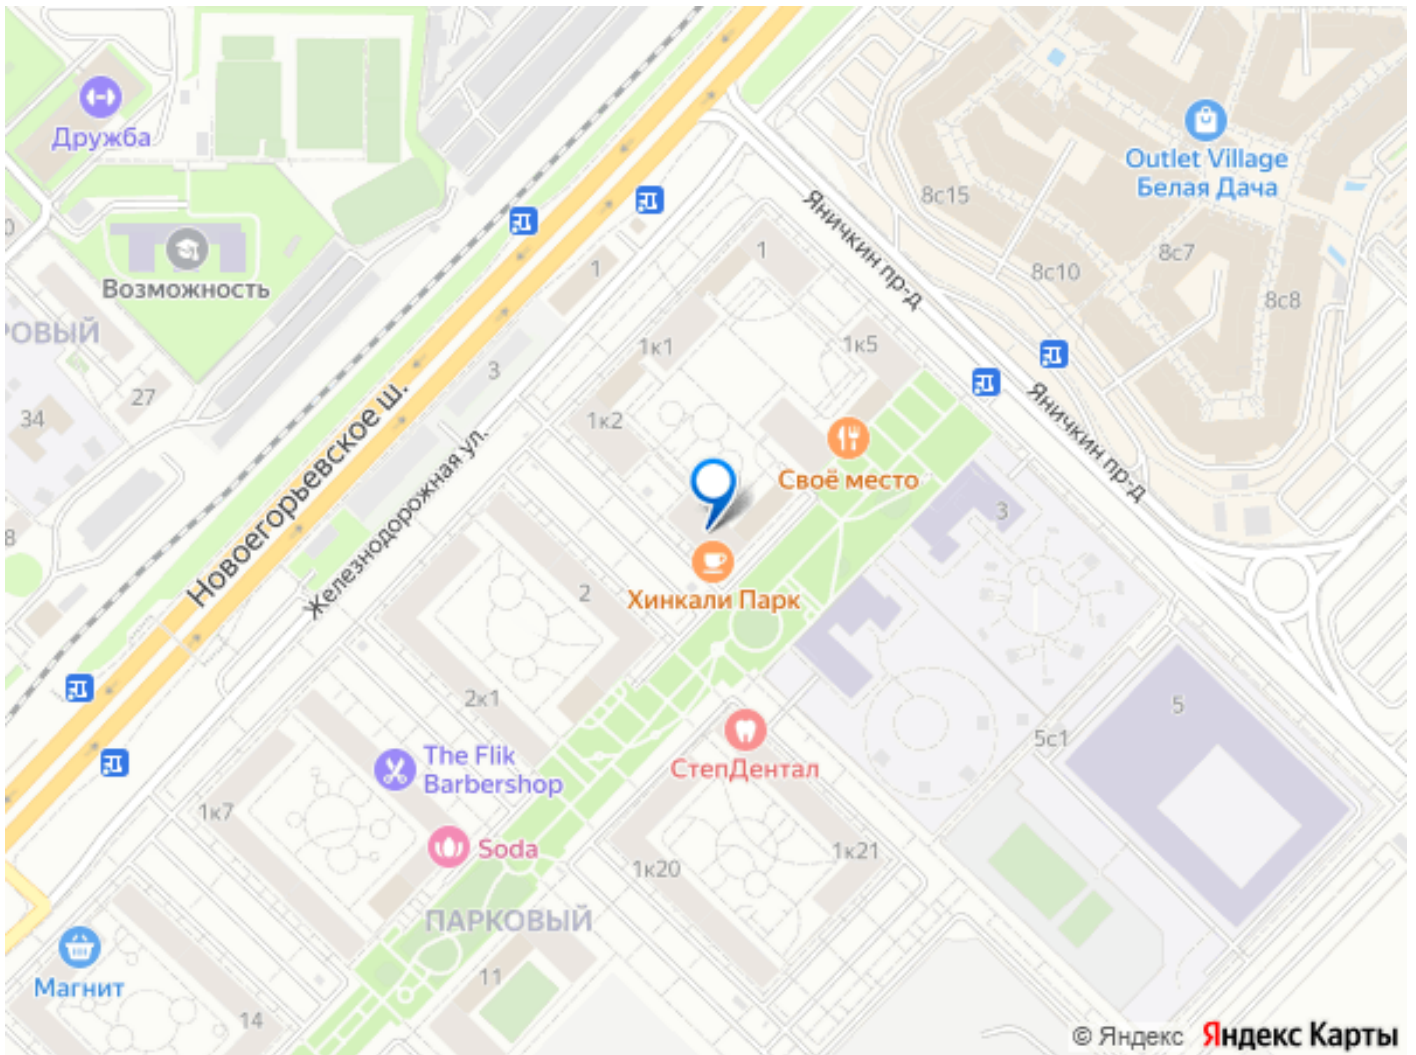 Дружба
Outlet Village
Белая Дача
8с15
Яничкин пр-д
1
8с7
Возможность
1
8с10
8с8
РОВЫЙ
1к1
1к5
3
27
34
Новоегорьевское ш.
1к2
Яничкин пр-д
Железнодорожная ул.
Своё место
3
8
2
Хинкали Парк
2к1
5
5с1
The Flik
Barbershop
СтепДентал
1к7
Soda
1к20
1к21
ПАРКОВЫЙ
Магнит
11
14
© Яндекс Яндекс Карты